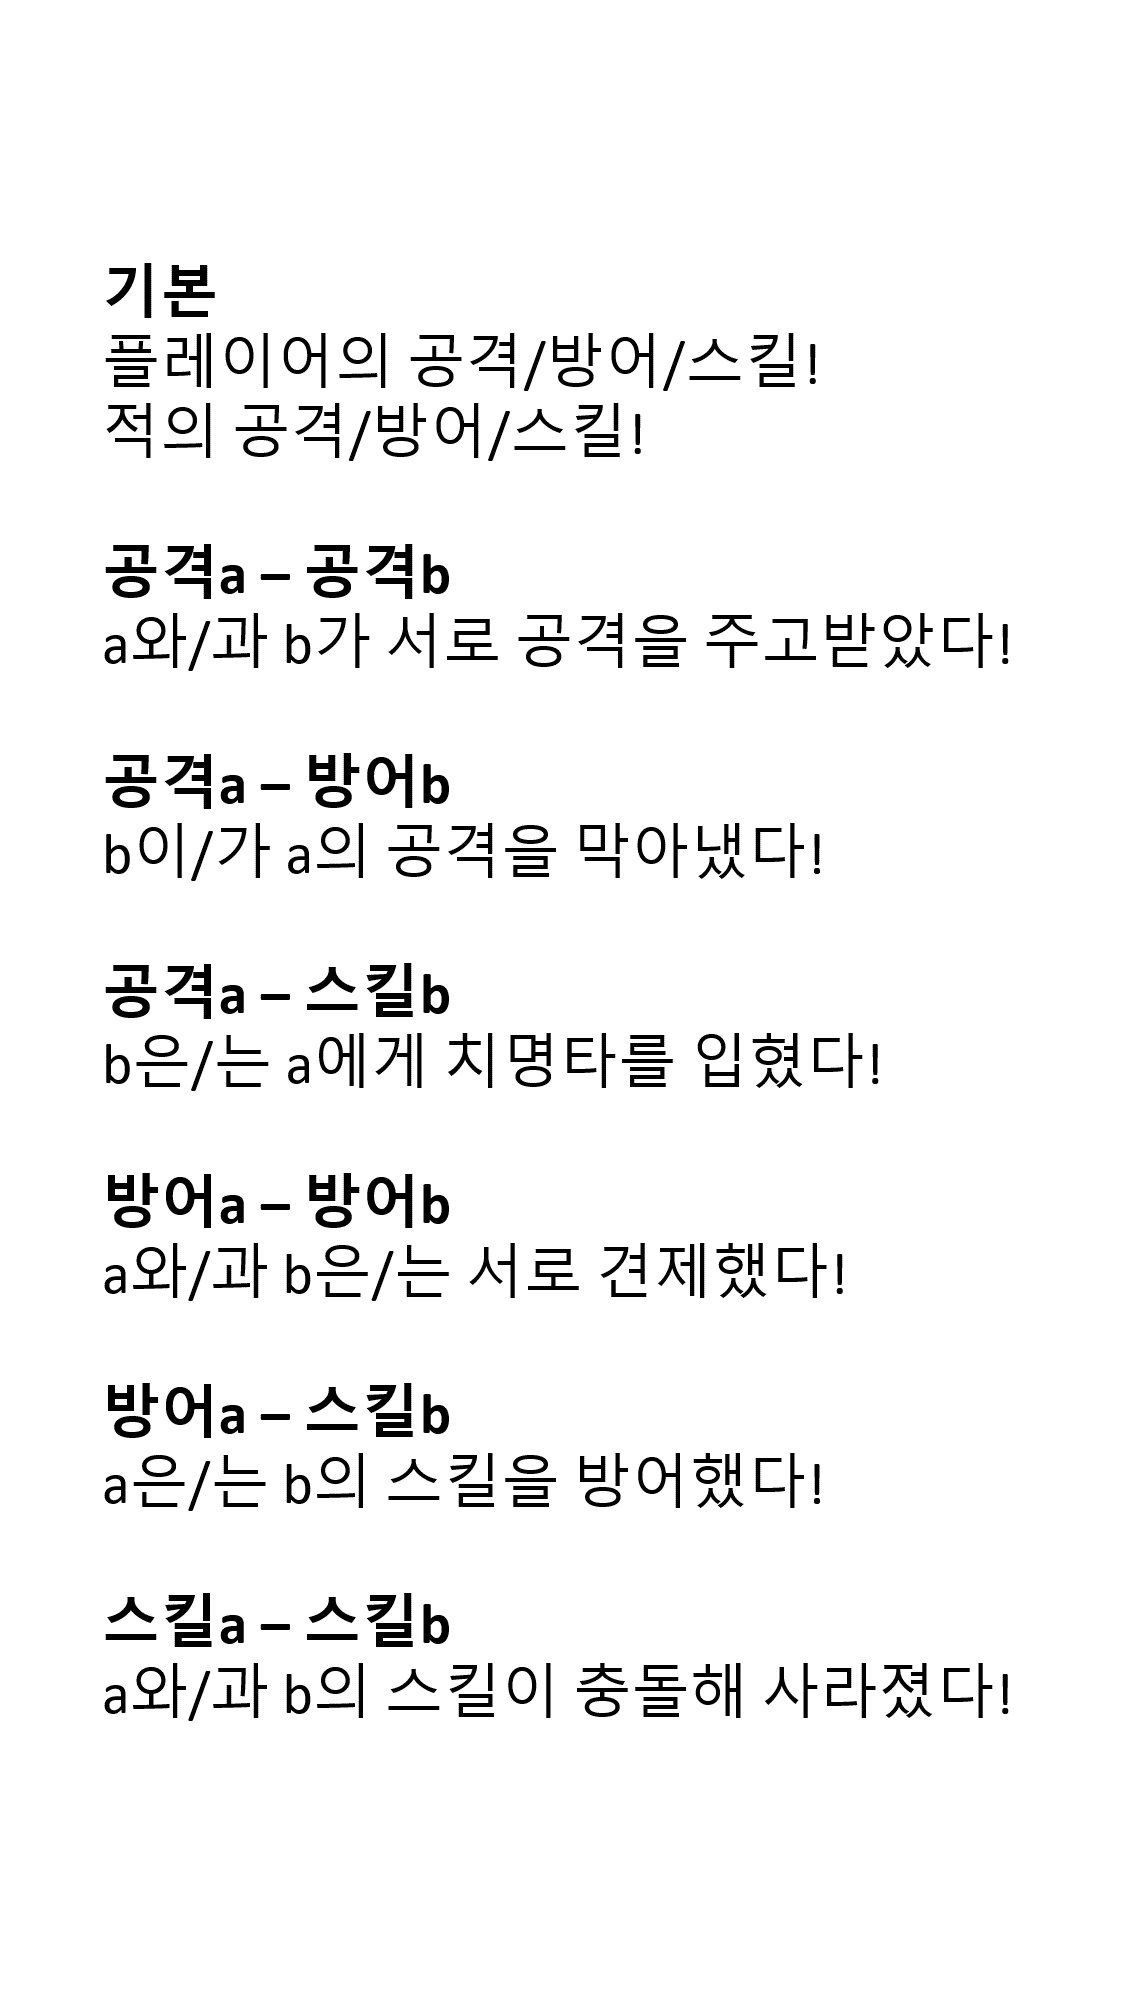 기본
플레이어의 공격/방어/스킬!
적의 공격/방어/스킬!
공격a – 공격b
a와/과 b가 서로 공격을 주고받았다!
공격a – 방어b
b이/가 a의 공격을 막아냈다!
공격a – 스킬b
b은/는 a에게 치명타를 입혔다!
방어a – 방어b
a와/과 b은/는 서로 견제했다!
방어a – 스킬b
a은/는 b의 스킬을 방어했다!
스킬a – 스킬b
a와/과 b의 스킬이 충돌해 사라졌다!